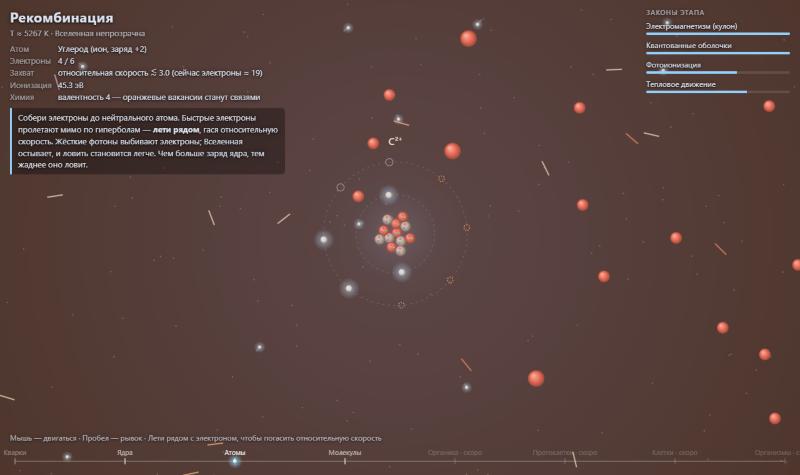 Рекомбинация
T ≈ 5267 K · Вселенная непрозрачна
Атом Углерод (ион, заряд +2)
Электроны 4 / 6
Захват относительная скорость ≲ 3.0 (сейчас электроны ≈ 19)
Ионизация 45.3 эВ
Химия валентность 4 — оранжевые вакансии станут связями
Собери электроны до нейтрального атома. Быстрые электроны
пролетают мимо по гиперболам — лети рядом, гася относительную
скорость. Жёсткие фотоны выбивают электроны; Вселенная
остывает, и ловить становится легче. Чем больше заряд ядра, тем
жаднее оно ловит.
ЗАКОНЫ ЭТАПА
Электромагнетизм (кулон)
Квантованные оболочки
Фотоионизация
Тепловое движение
C²⁺
Мышь — двигаться · Пробел — рывок · Лети рядом с электроном, чтобы погасить относительную скорость
Кварки Ядра Атомы Молекулы Органика · скоро Протоклетки · скоро Клетки · скоро Организмы · с